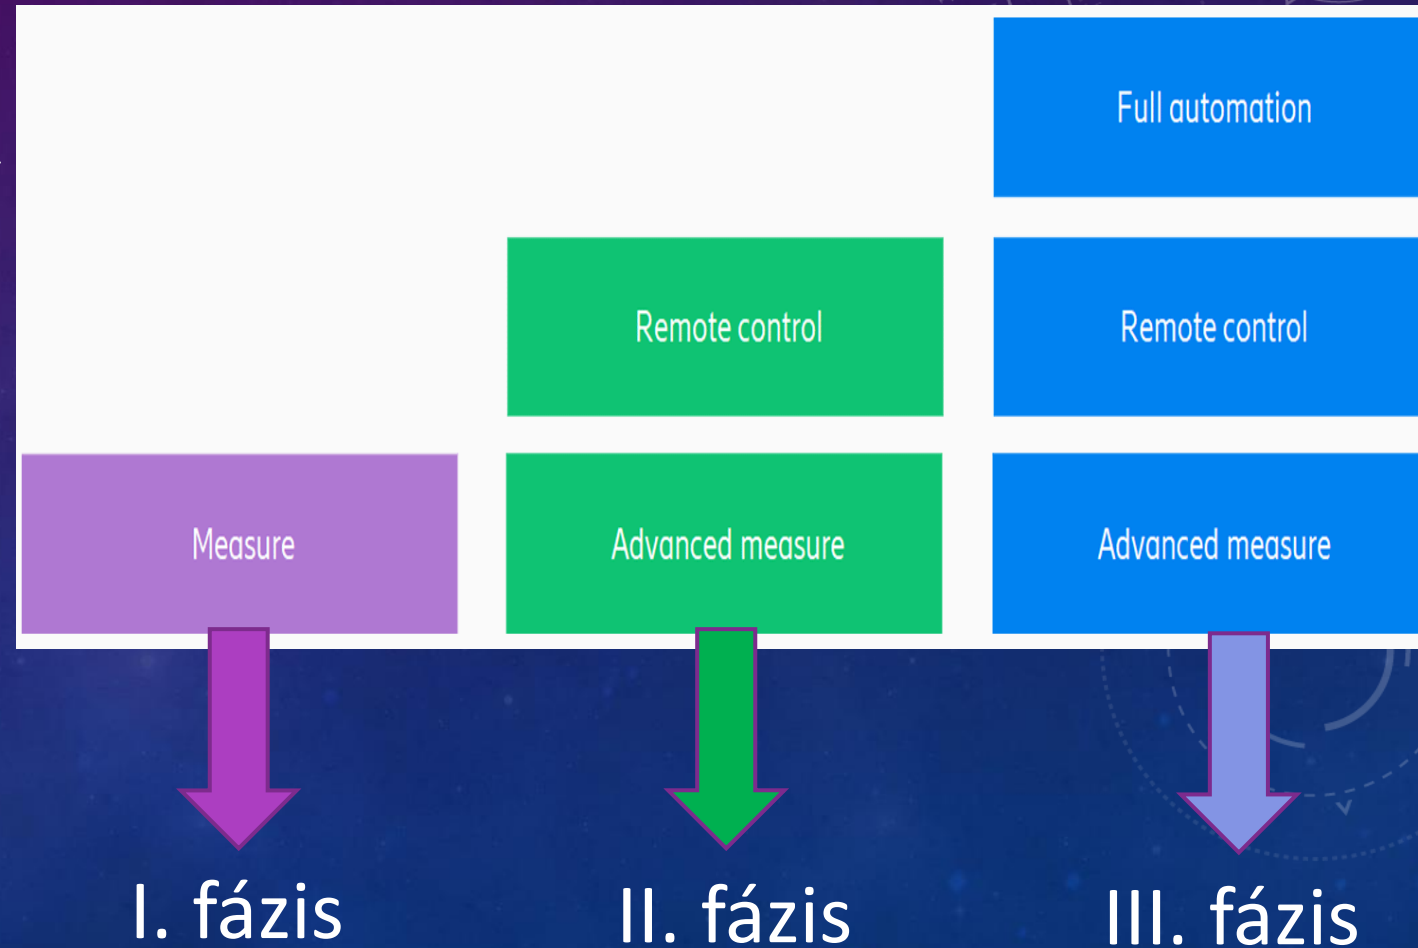 Full automation
Remote control
Remote control
Measure
Advanced measure
Advanced measure
I. fázis
II. fázis
III. fázis